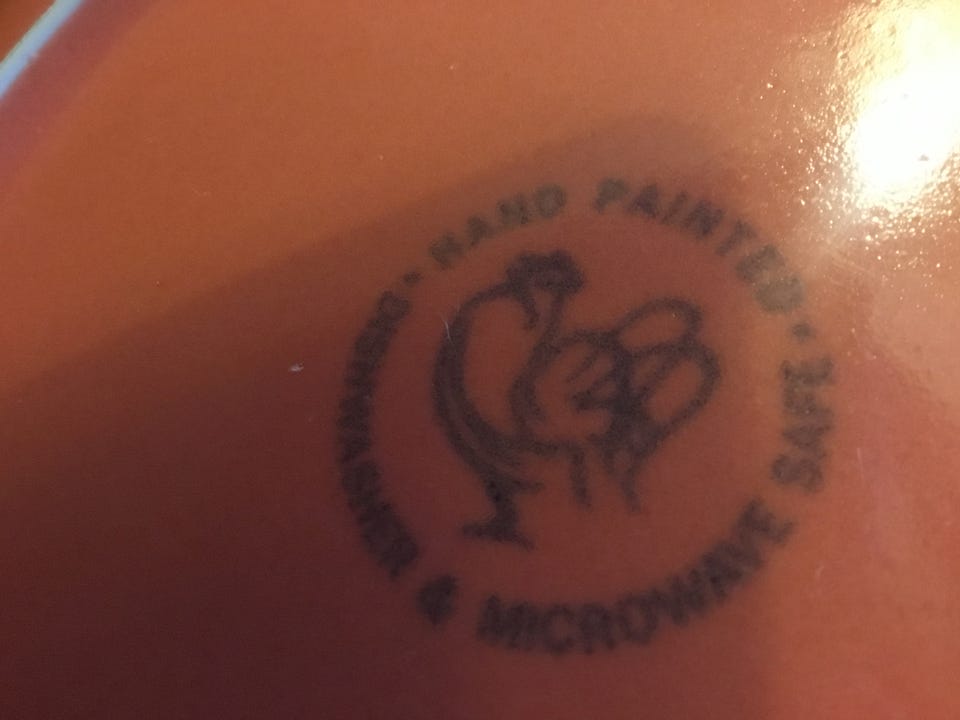 • HAND PAINTED •
DISHWASHER & MICROWAVE SAFE